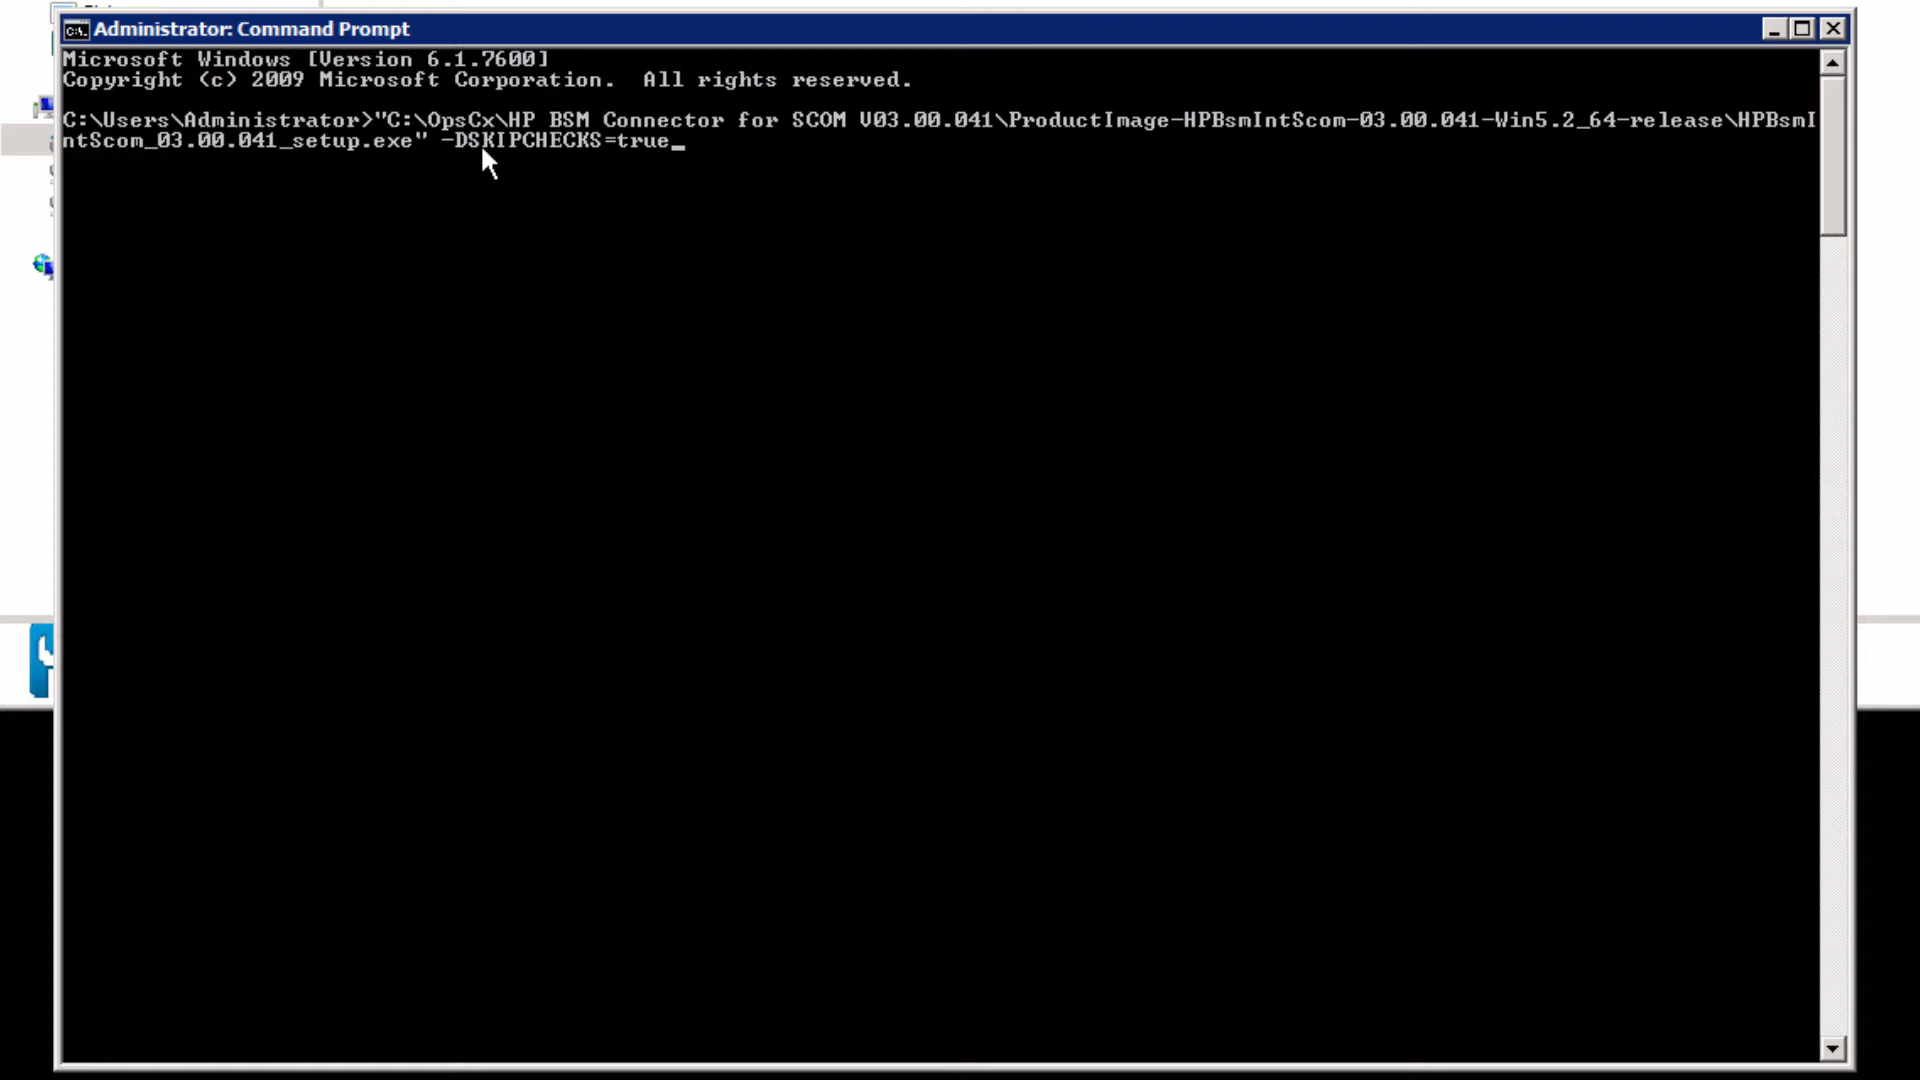 Administrator: Command Prompt
Microsoft Windows [Version 6.1.7600]
Copyright (c) 2009 Microsoft Corporation.  All rights reserved.
C:\Users\Administrator>"C:\OpsCx\HP BSM Connector for SCOM V03.00.041\ProductImage-HPBsmIntScom-03.00.041-Win5.2_64-release\HPBsmI
ntScom_03.00.041_setup.exe" -DSKIPCHECKS=true_